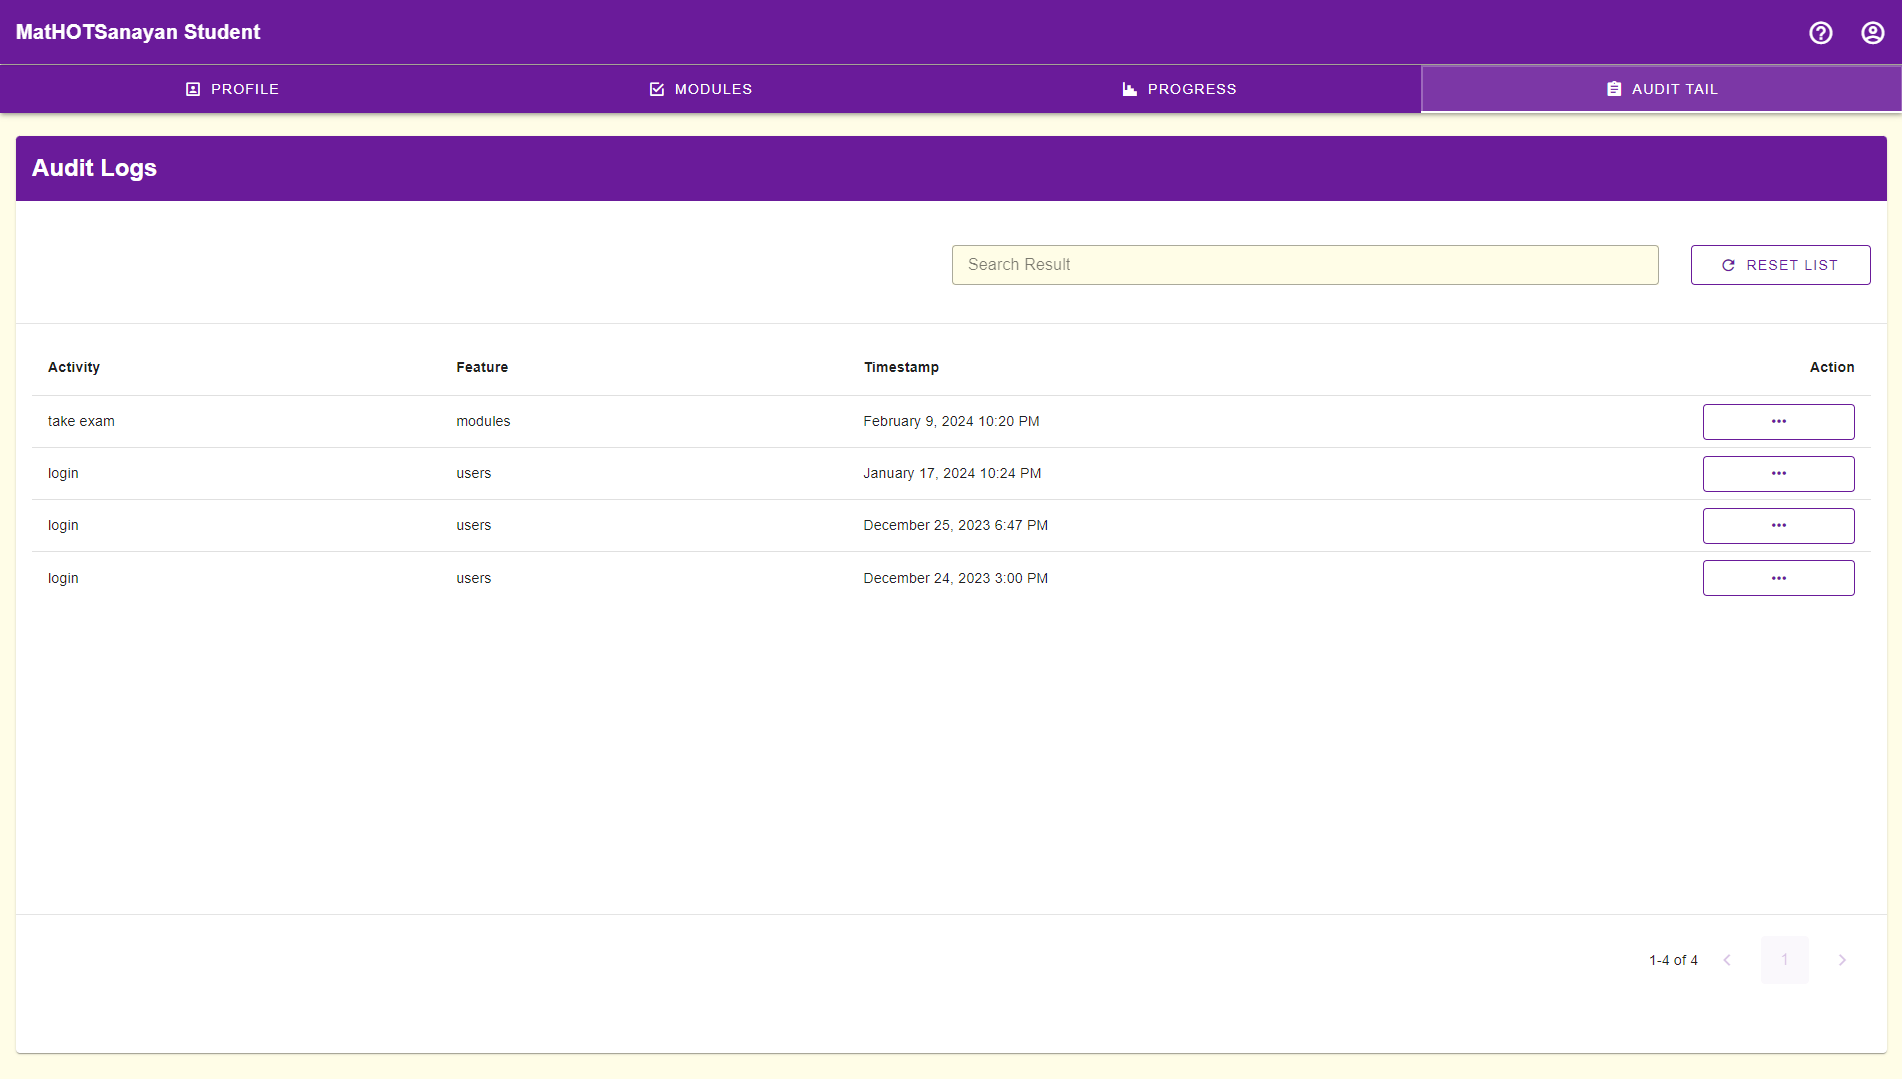 MatHOTSanayan Student
PROFILE MODULES PROGRESS AUDIT TAIL
Audit Logs
Search Result RESET LIST
Activity Feature Timestamp Action
take exam modules February 9, 2024 10:20 PM
login users January 17, 2024 10:24 PM
login users December 25, 2023 6:47 PM
login users December 24, 2023 3:00 PM
1-4 of 4 1